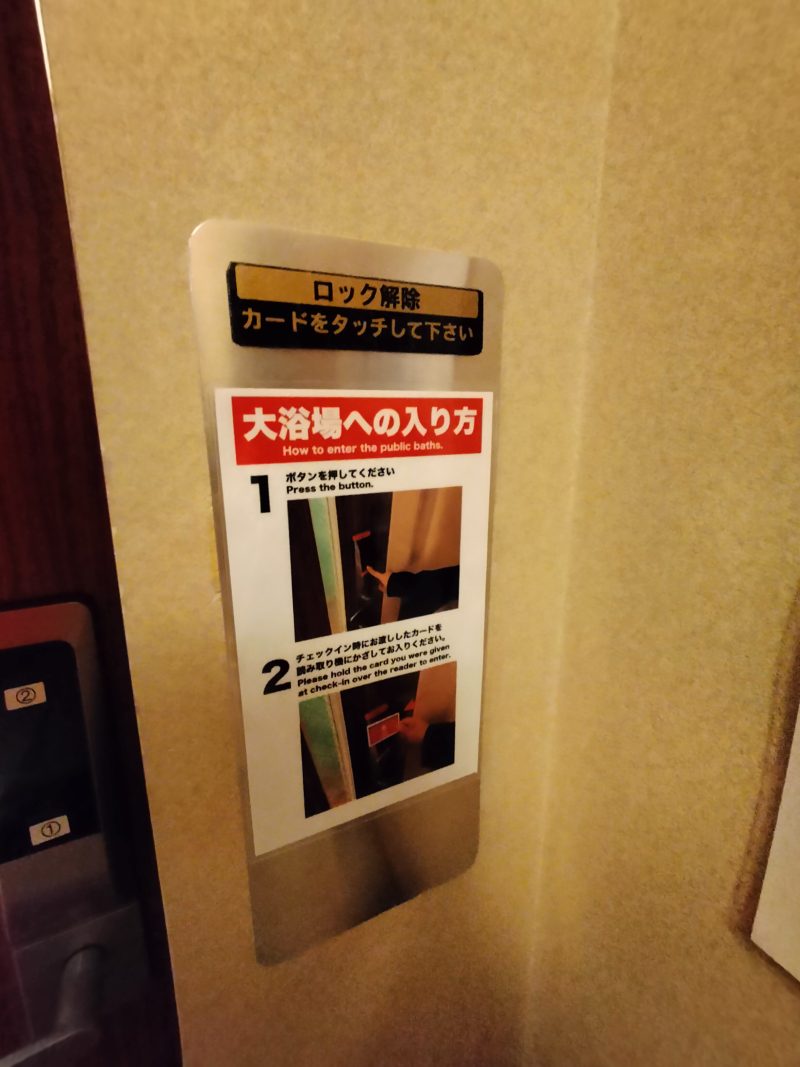 ロック解除
カードをタッチして下さい
大浴場への入り方
How to enter the public baths.
1
ボタンを押してください
Press the button.
2
チェックイン時にお渡ししたカードを
読み取り機にかざしてお入りください。
Please hold the card you were given
at check-in over the reader to enter.
②
①